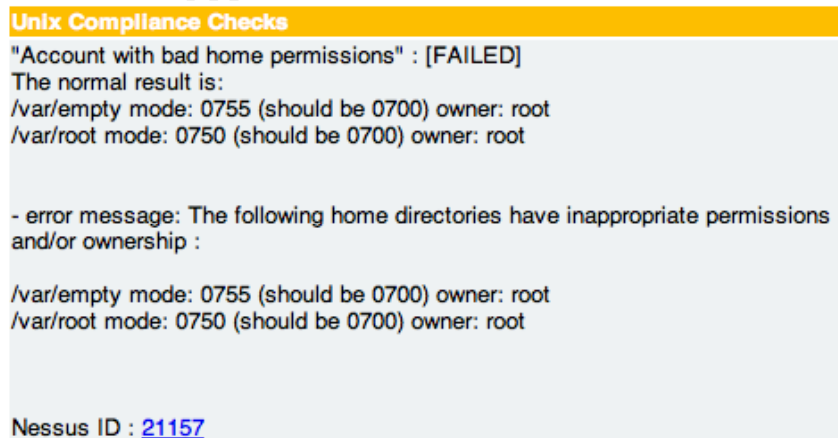 Unix Compliance Checks
"Account with bad home permissions" : [FAILED]
The normal result is:
/var/empty mode: 0755 (should be 0700) owner: root
/var/root mode: 0750 (should be 0700) owner: root
- error message: The following home directories have inappropriate permissions
and/or ownership :
/var/empty mode: 0755 (should be 0700) owner: root
/var/root mode: 0750 (should be 0700) owner: root
Nessus ID : 21157